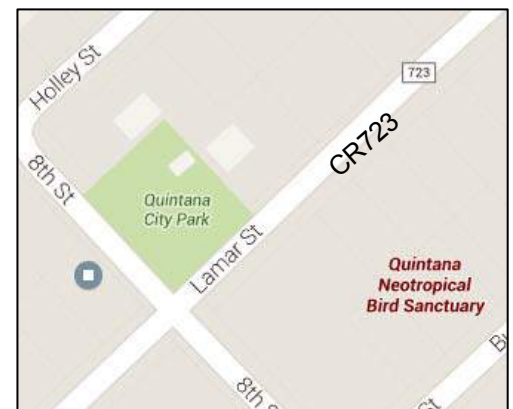 Holley St
723
CR723
8th St
Quintana
City Park
Lamar St
Quintana
Neotropical
Bird Sanctuary
8th
St